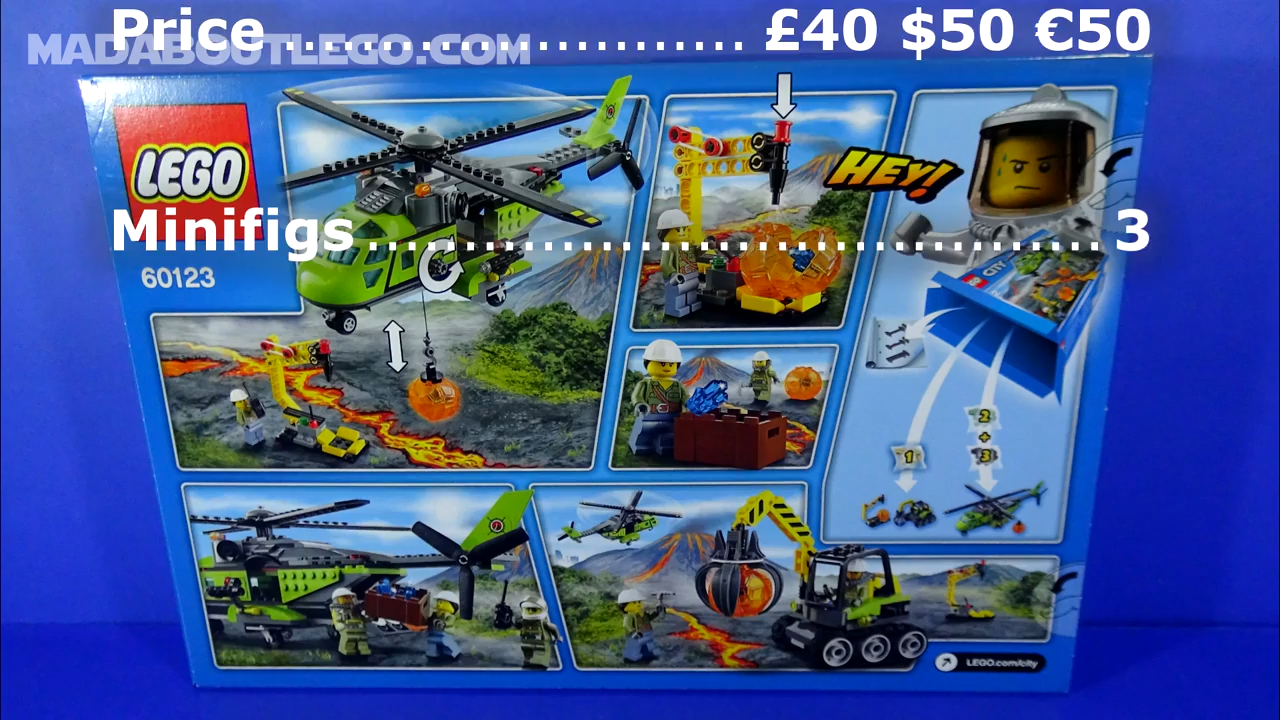 Price ...................... £40 $50 €50
MADABOUTLEGO.COM
LEGO
HEY!
Minifigs ................................... 3
60123
CITY
2
+
1
3
LEGO.com/city